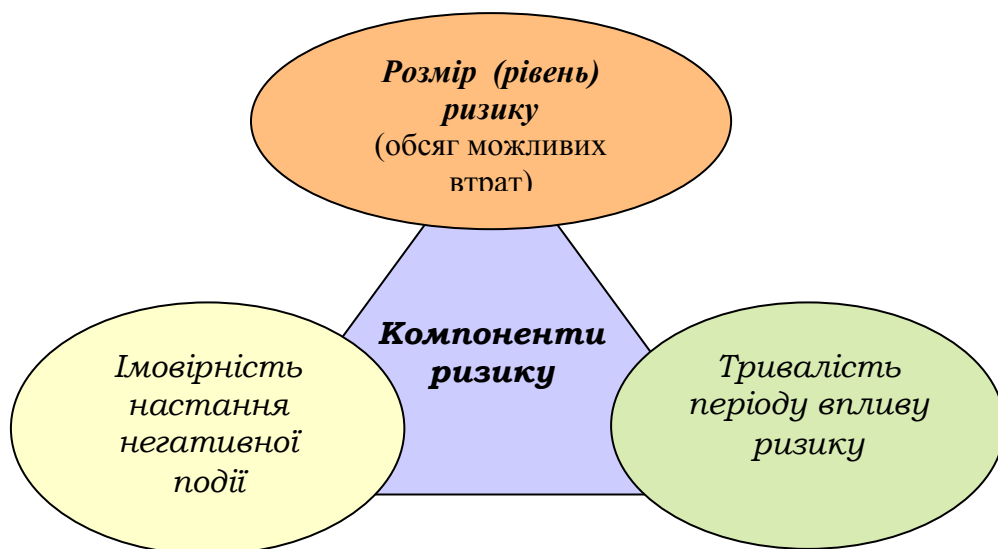 Розмір (рівень)
ризику
(обсяг можливих
втрат)
Компоненти
ризику
Імовірність
настання
негативної
події
Тривалість
періоду впливу
ризику